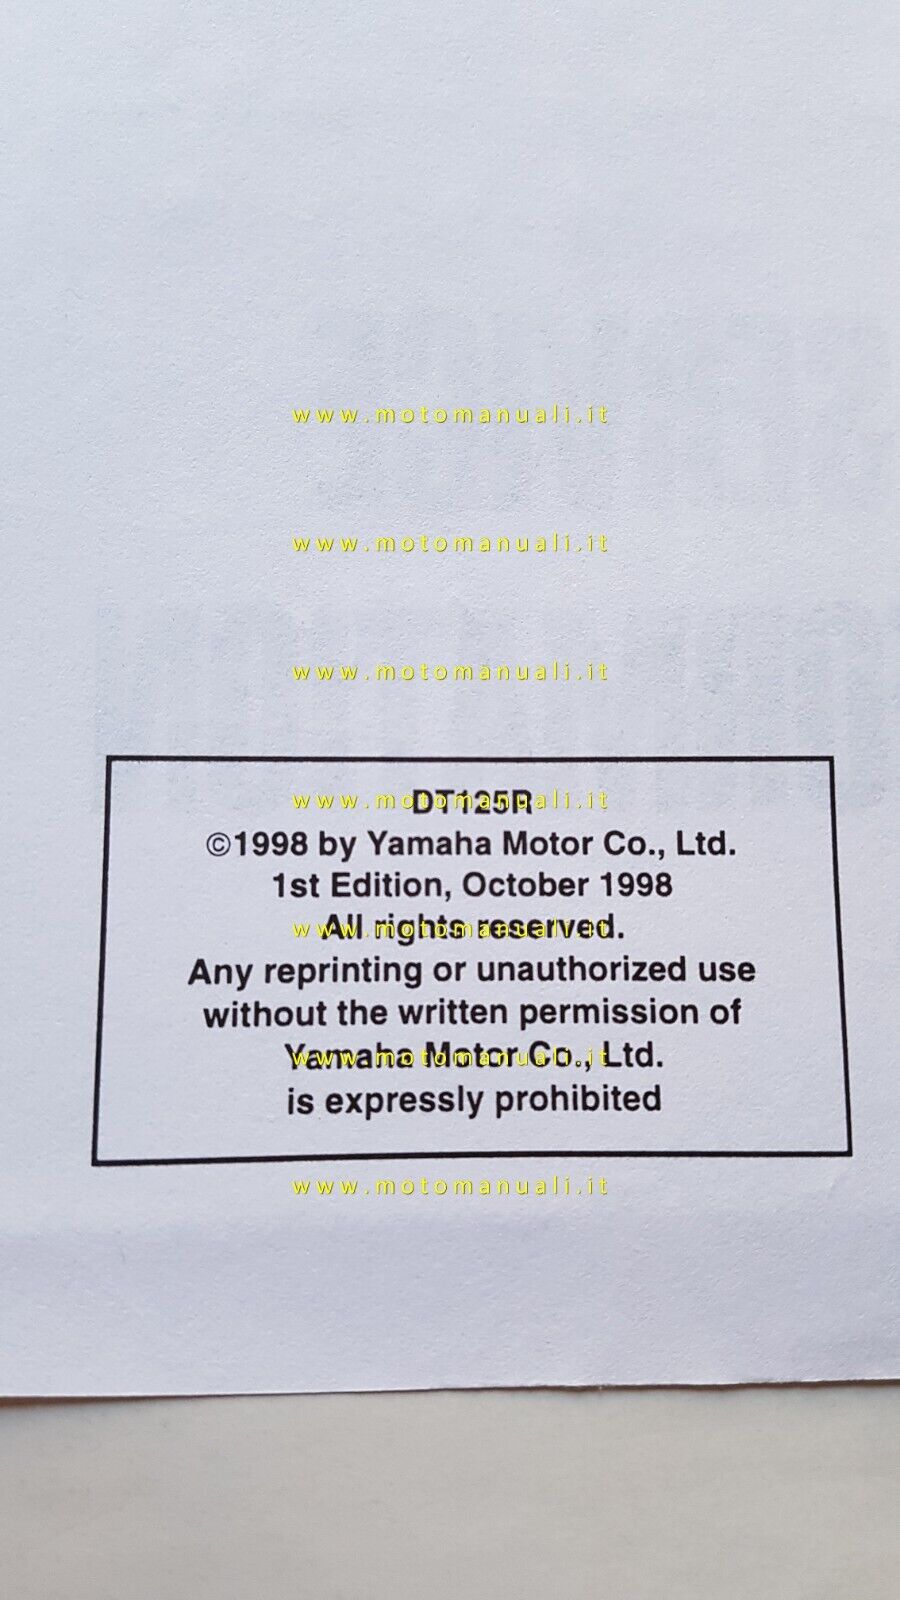 www.motomanuali.it
www.motomanuali.it
www.motomanuali.it
www.motomanuali.it
DT125R
©1998 by Yamaha Motor Co., Ltd.
1st Edition, October 1998
www.motomanuali.it
All rights reserved.
Any reprinting or unauthorized use
without the written permission of
www.motomanuali.it
Yamaha Motor Co., Ltd.
is expressly prohibited
www.motomanuali.it